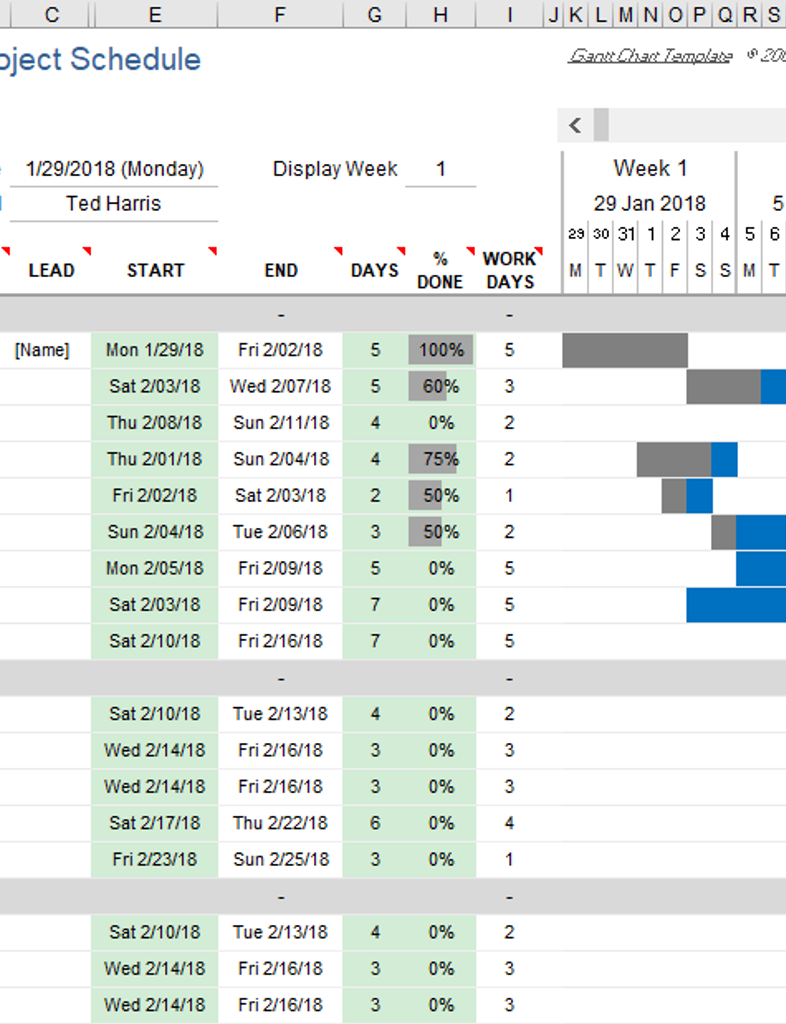 C E F G H I J K L M N O P Q R S
oject Schedule
Gantt Chart Template © 200
1/29/2018 (Monday) Display Week 1 Week 1
Ted Harris 29 Jan 2018 5
29 30 31 1 2 3 4 5 6
LEAD START END DAYS % DONE WORK DAYS M T W T F S S M T
- -
[Name] Mon 1/29/18 Fri 2/02/18 5 100% 5
Sat 2/03/18 Wed 2/07/18 5 60% 3
Thu 2/08/18 Sun 2/11/18 4 0% 2
Thu 2/01/18 Sun 2/04/18 4 75% 2
Fri 2/02/18 Sat 2/03/18 2 50% 1
Sun 2/04/18 Tue 2/06/18 3 50% 2
Mon 2/05/18 Fri 2/09/18 5 0% 5
Sat 2/03/18 Fri 2/09/18 7 0% 5
Sat 2/10/18 Fri 2/16/18 7 0% 5
- -
Sat 2/10/18 Tue 2/13/18 4 0% 2
Wed 2/14/18 Fri 2/16/18 3 0% 3
Wed 2/14/18 Fri 2/16/18 3 0% 3
Sat 2/17/18 Thu 2/22/18 6 0% 4
Fri 2/23/18 Sun 2/25/18 3 0% 1
- -
Sat 2/10/18 Tue 2/13/18 4 0% 2
Wed 2/14/18 Fri 2/16/18 3 0% 3
Wed 2/14/18 Fri 2/16/18 3 0% 3